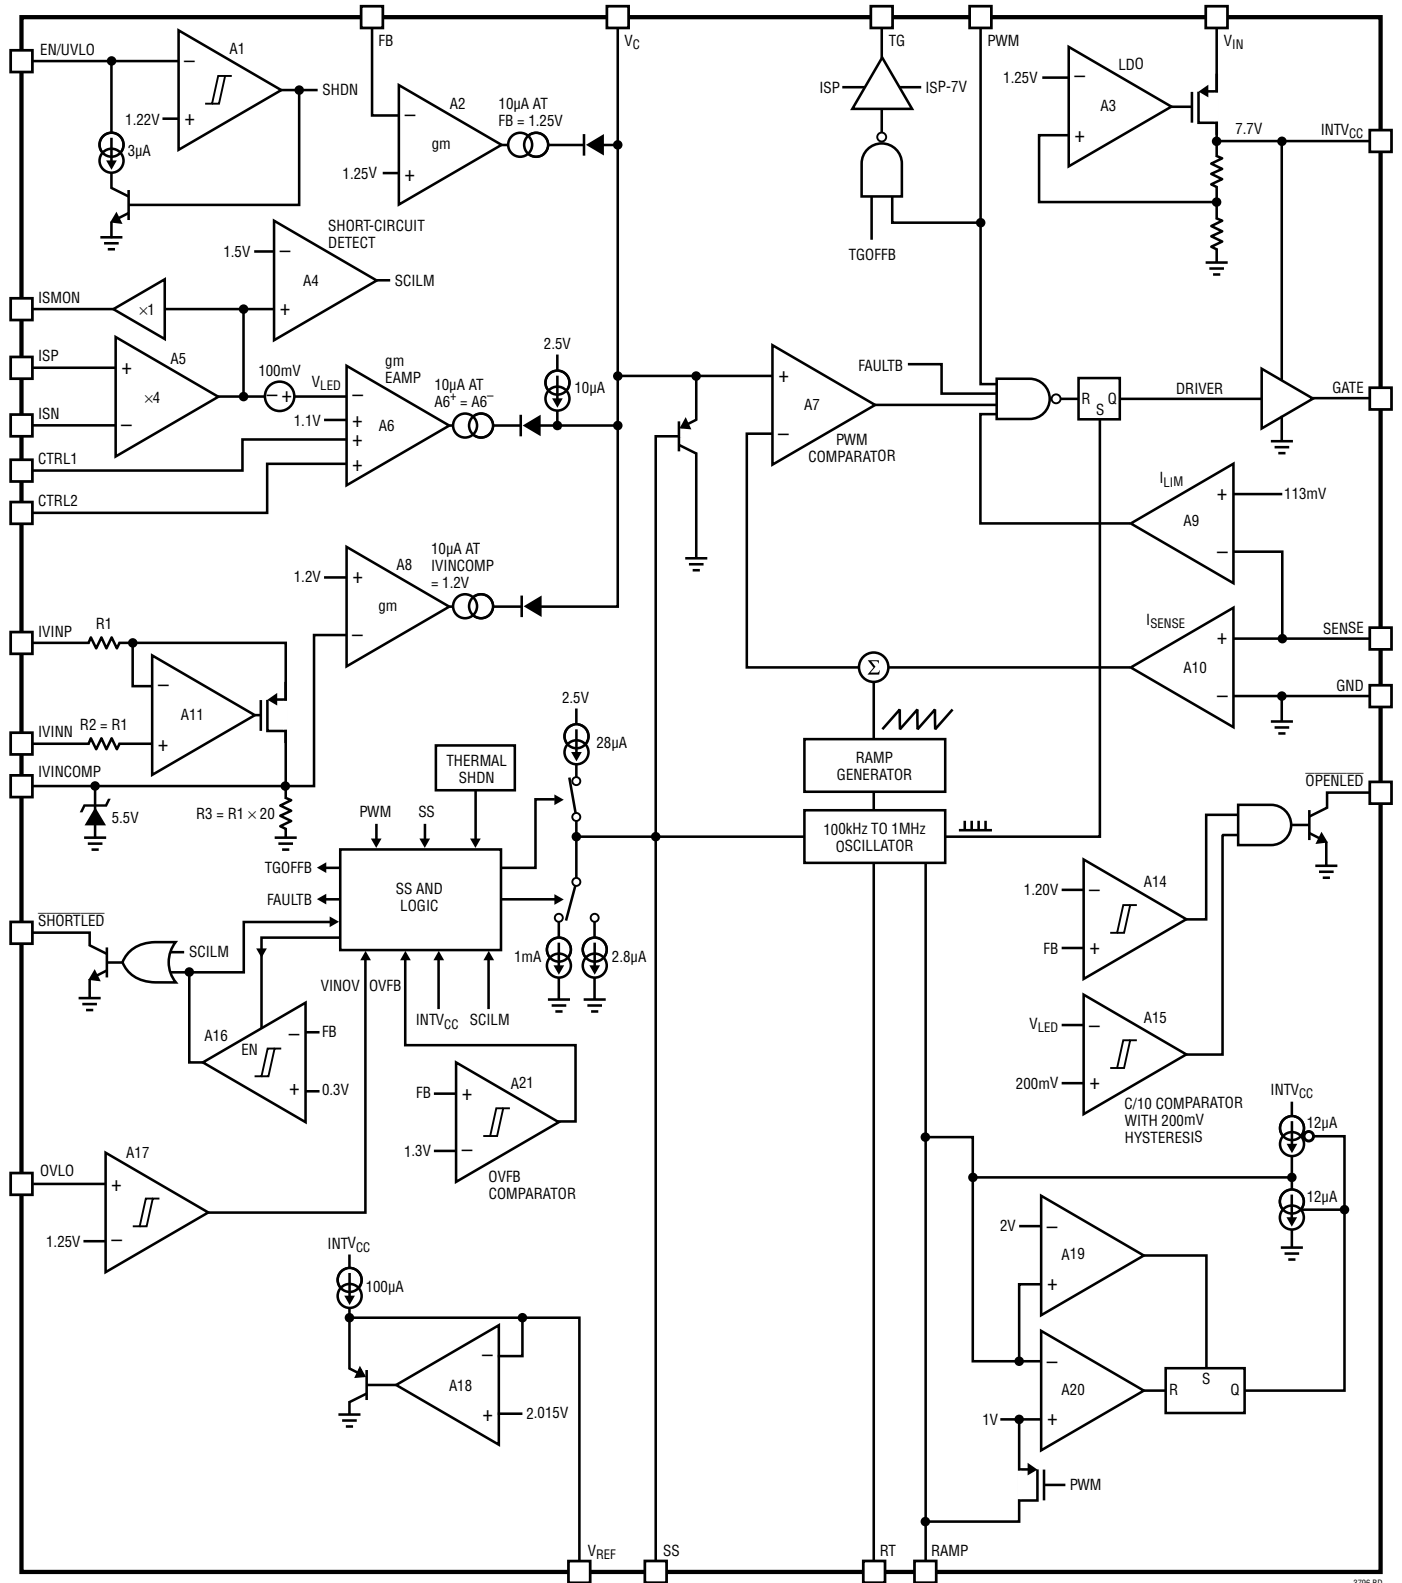 FB
V_C
TG
PWM
V_IN
EN/UVLO
A1
−
+
SHDN
1.22V
3µA
A2
gm
−
+
1.25V
10µA AT
FB = 1.25V
ISP
ISP-7V
TGOFFB
LDO
1.25V
−
A3
+
7.7V
INTV_CC
SHORT-CIRCUIT
DETECT
1.5V
−
A4
+
SCILM
ISMON
×1
ISP
A5
+
×4
−
ISN
100mV
− +
V_LED
gm
EAMP
−
1.1V
+
A6
+
+
10µA AT
A6⁺ = A6⁻
2.5V
10µA
CTRL1
CTRL2
+
A7
−
PWM
COMPARATOR
FAULTB
R
S
Q
DRIVER
GATE
I_LIM
+
113mV
A9
−
A8
1.2V
+
gm
−
10µA AT
IVINCOMP
= 1.2V
I_SENSE
+
A10
−
SENSE
GND
Σ
IVINP
R1
−
A11
+
IVINN
R2 = R1
IVINCOMP
5.5V
R3 = R1 × 20
2.5V
28µA
THERMAL
SHDN
RAMP
GENERATOR
100kHz TO 1MHz
OSCILLATOR
OPENLED
PWM
SS
TGOFFB
FAULTB
SS AND
LOGIC
1mA
2.8µA
1.20V
−
A14
FB
+
SHORTLED
SCILM
VINOV
OVFB
INTV_CC
SCILM
A16
EN
−
FB
+
0.3V
V_LED
−
A15
200mV
+
C/10 COMPARATOR
WITH 200mV
HYSTERESIS
FB
+
A21
1.3V
−
OVFB
COMPARATOR
INTV_CC
12µA
12µA
OVLO
A17
+
1.25V
−
2V
−
A19
+
INTV_CC
100µA
−
A18
+
2.015V
−
A20
1V
+
R
S
Q
PWM
V_REF
SS
RT
RAMP
3796 BD